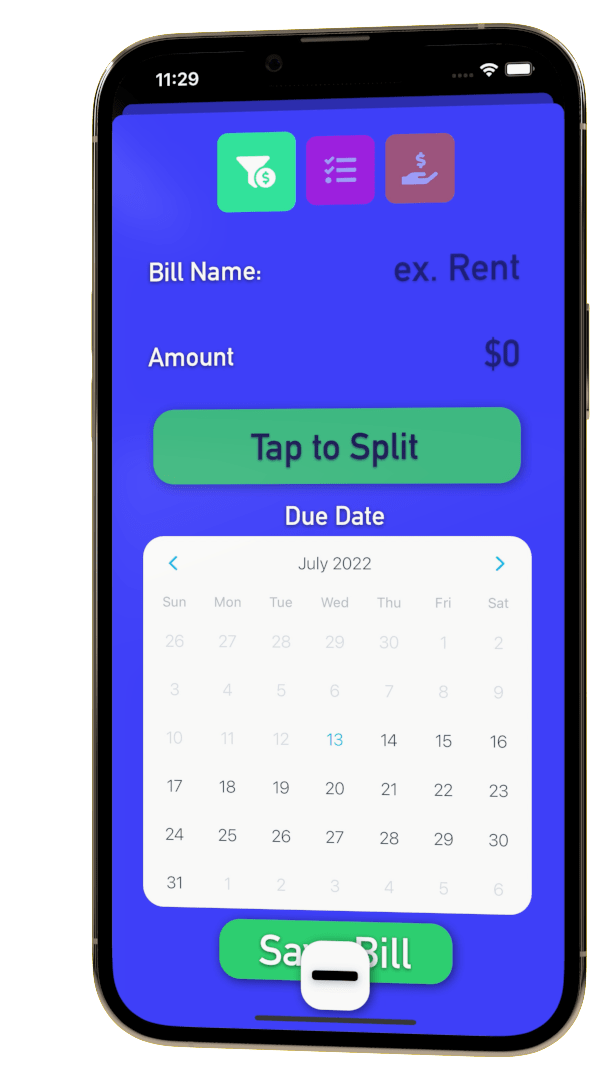 11:29
Bill Name: ex. Rent
Amount $0
Tap to Split
Due Date
July 2022
Sun Mon Tue Wed Thu Fri Sat
26 27 28 29 30 1 2
3 4 5 6 7 8 9
10 11 12 13 14 15 16
17 18 19 20 21 22 23
24 25 26 27 28 29 30
31 1 2 3 4 5 6
Bill